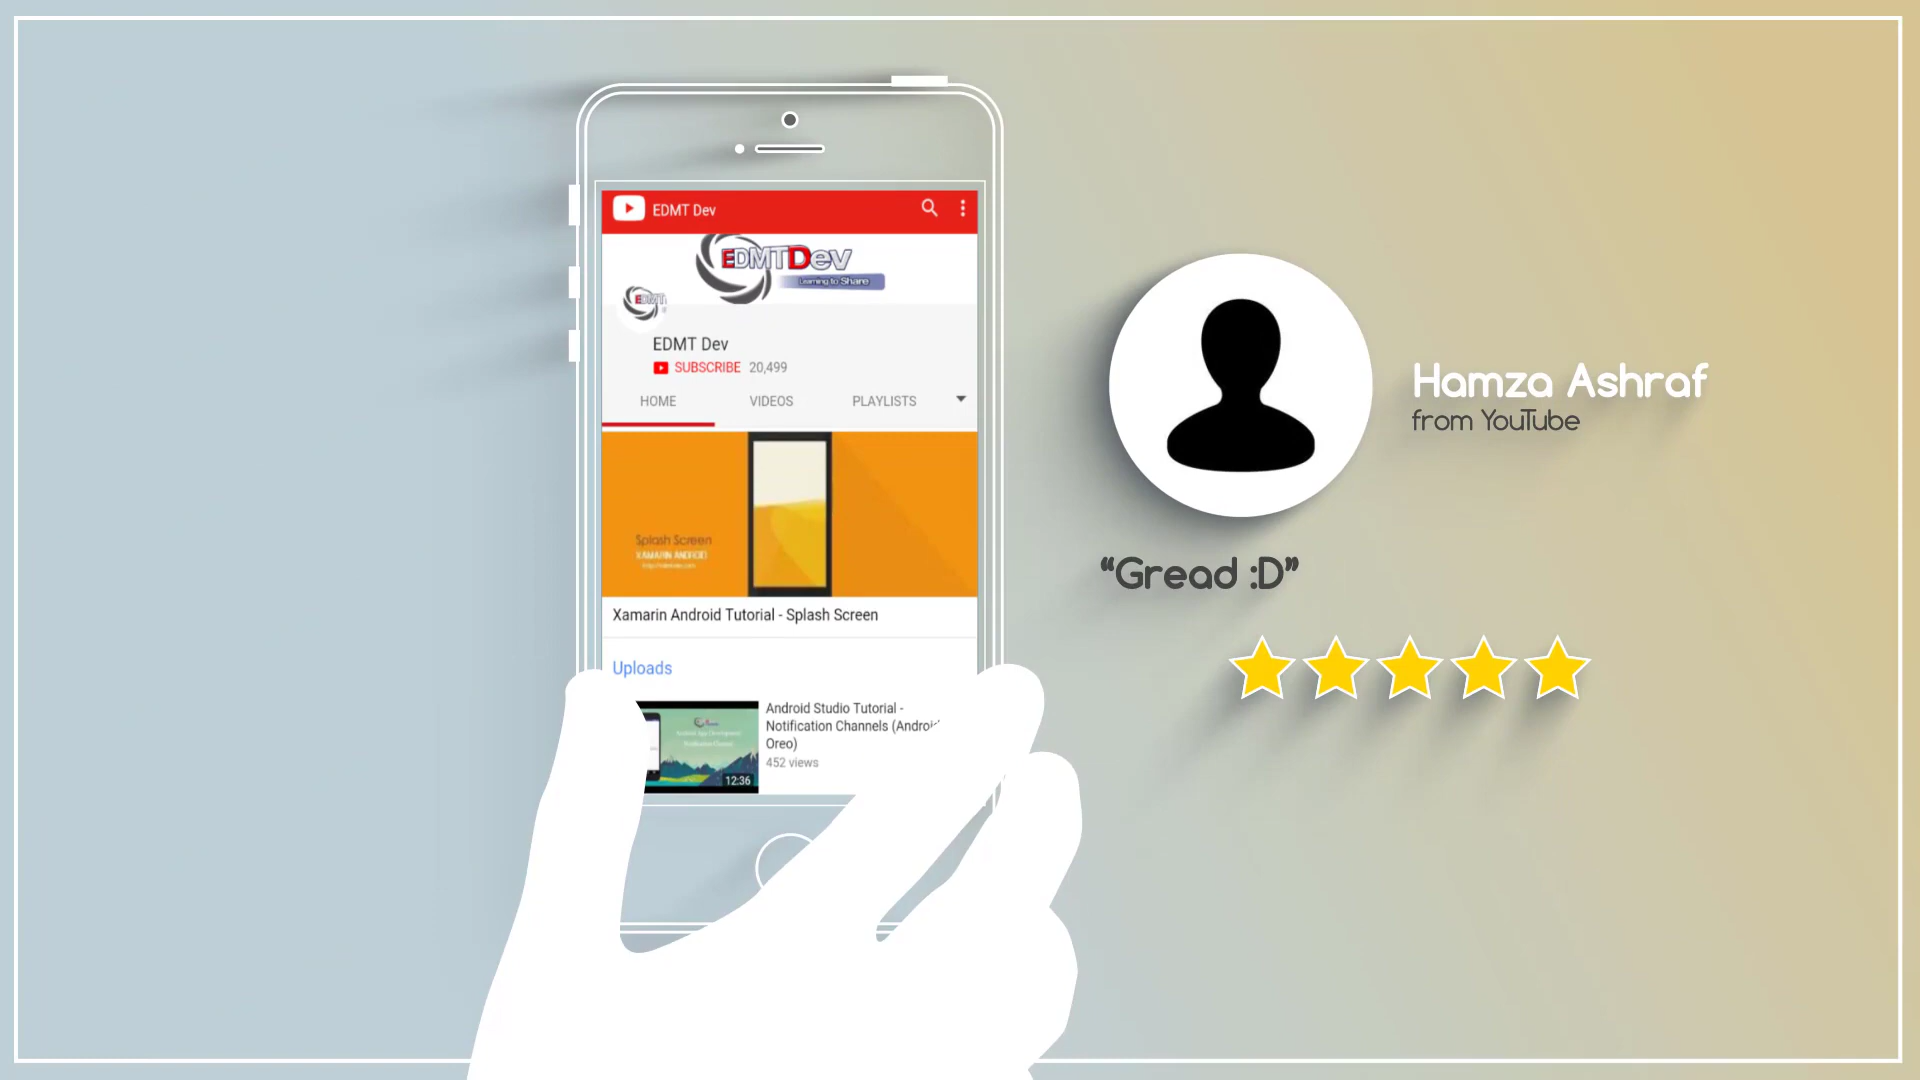 EDMT Dev
EDMTDev
Learning to Share
EDMT
EDMT Dev
SUBSCRIBE 20,499
HOME VIDEOS PLAYLISTS
Splash Screen
XAMARIN ANDROID
Xamarin Android Tutorial - Splash Screen
Uploads
Android Studio Tutorial -
Notification Channels (Android
Oreo)
452 views
12:36
Hamza Ashraf
from YouTube
“Gread :D”